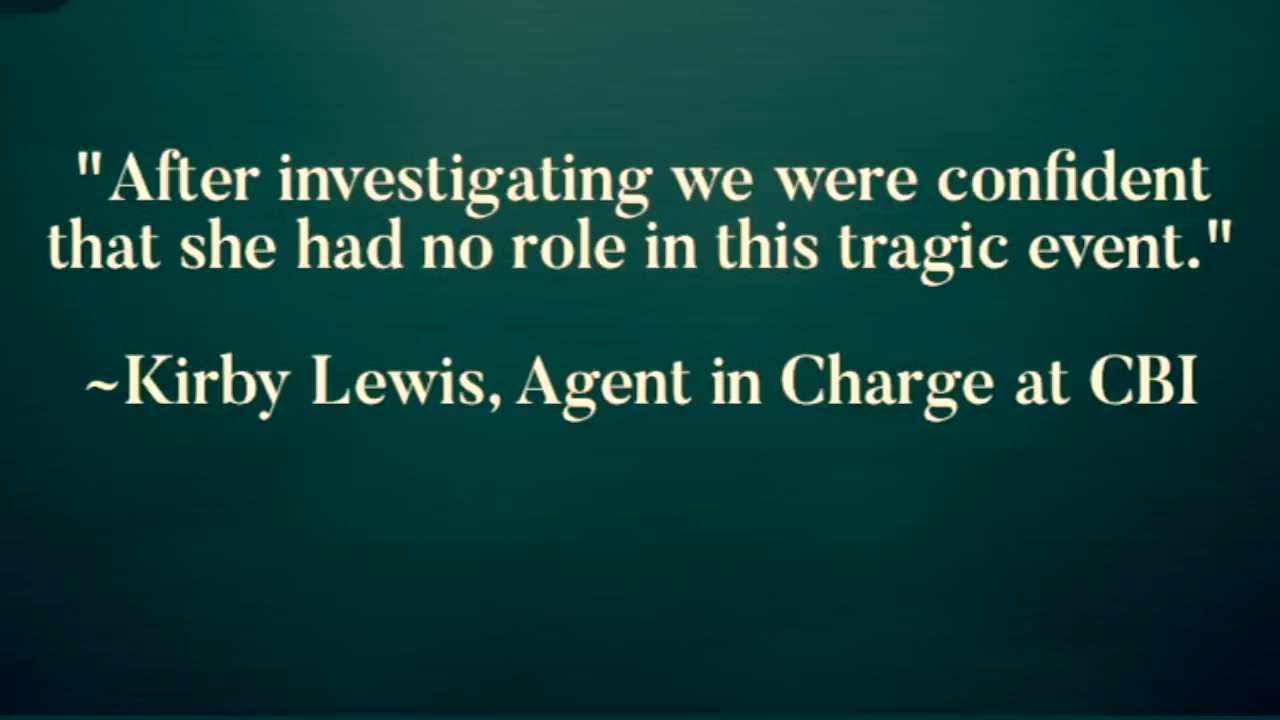 "After investigating we were confident
that she had no role in this tragic event."
~Kirby Lewis, Agent in Charge at CBI